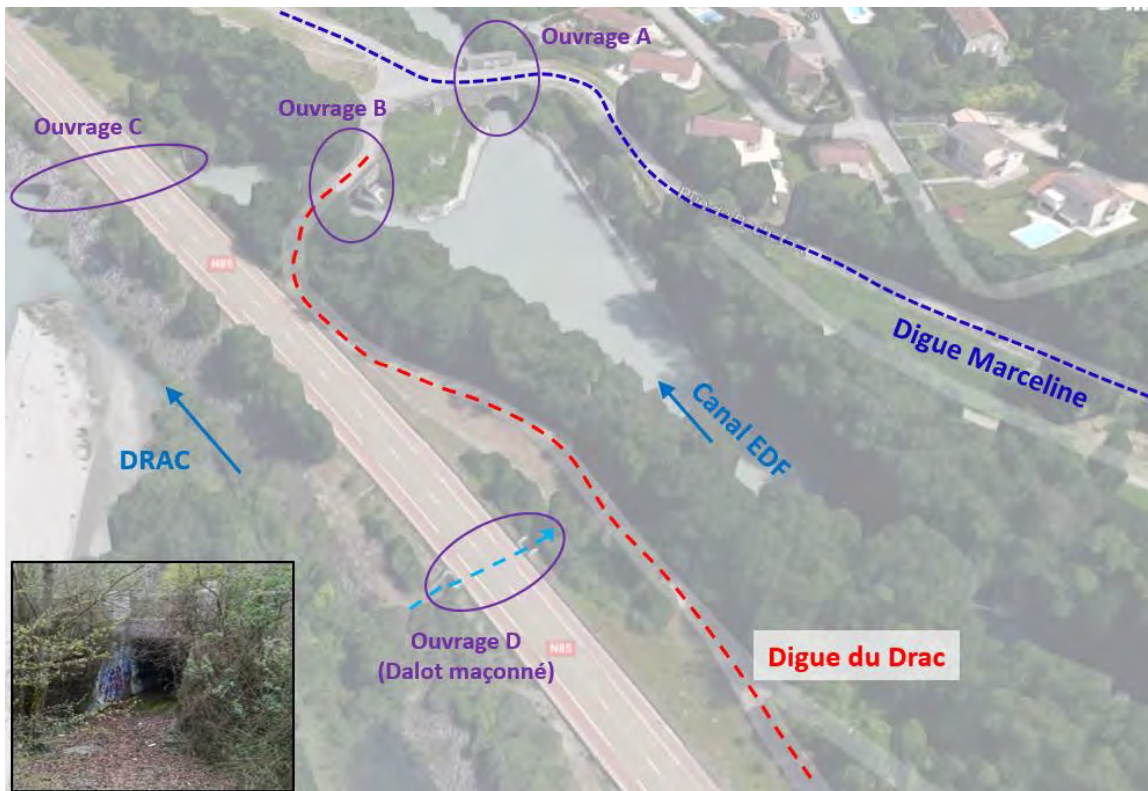 Ouvrage A
Ouvrage B
Ouvrage C
N85
Digue Marceline
Canal EDF
DRAC
Ouvrage D
(Dalot maçonné)
N85
Digue du Drac